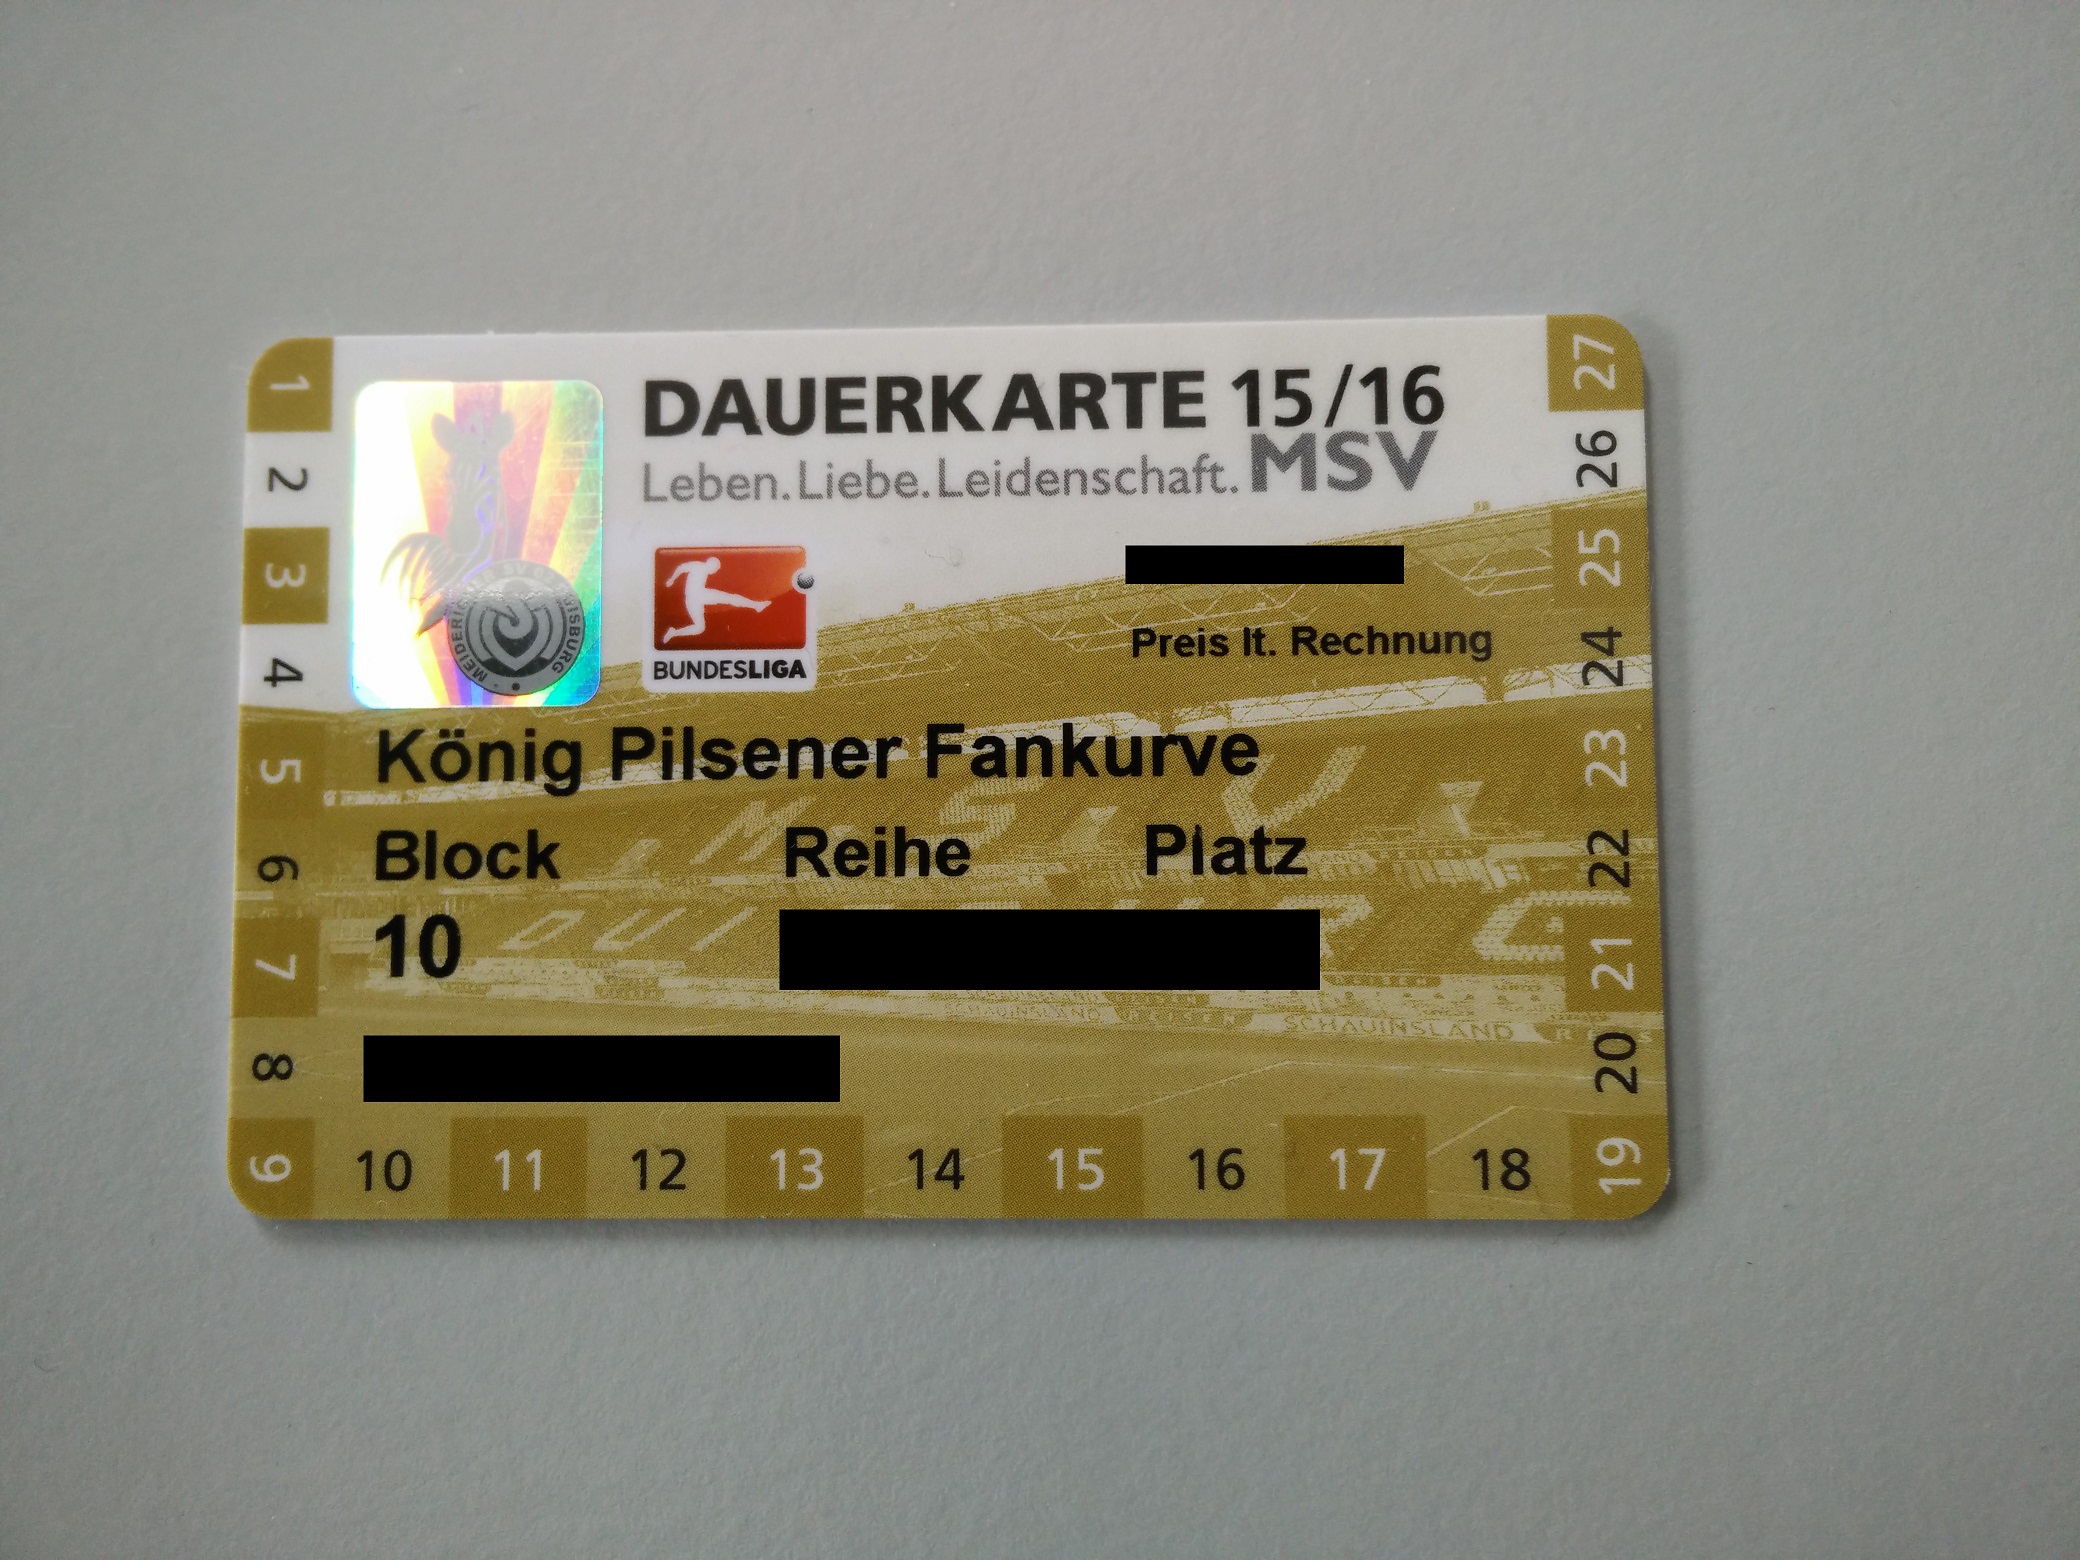 DAUERKARTE 15/16
Leben.Liebe.Leidenschaft.MSV
BUNDESLIGA
Preis lt. Rechnung
König Pilsener Fankurve
Block Reihe Platz
10
MSV
SCHAUINSLAND
1
2
3
4
5
6
7
8
9
10 11 12 13 14 15 16 17 18
19
20
21
22
23
24
25
26
27